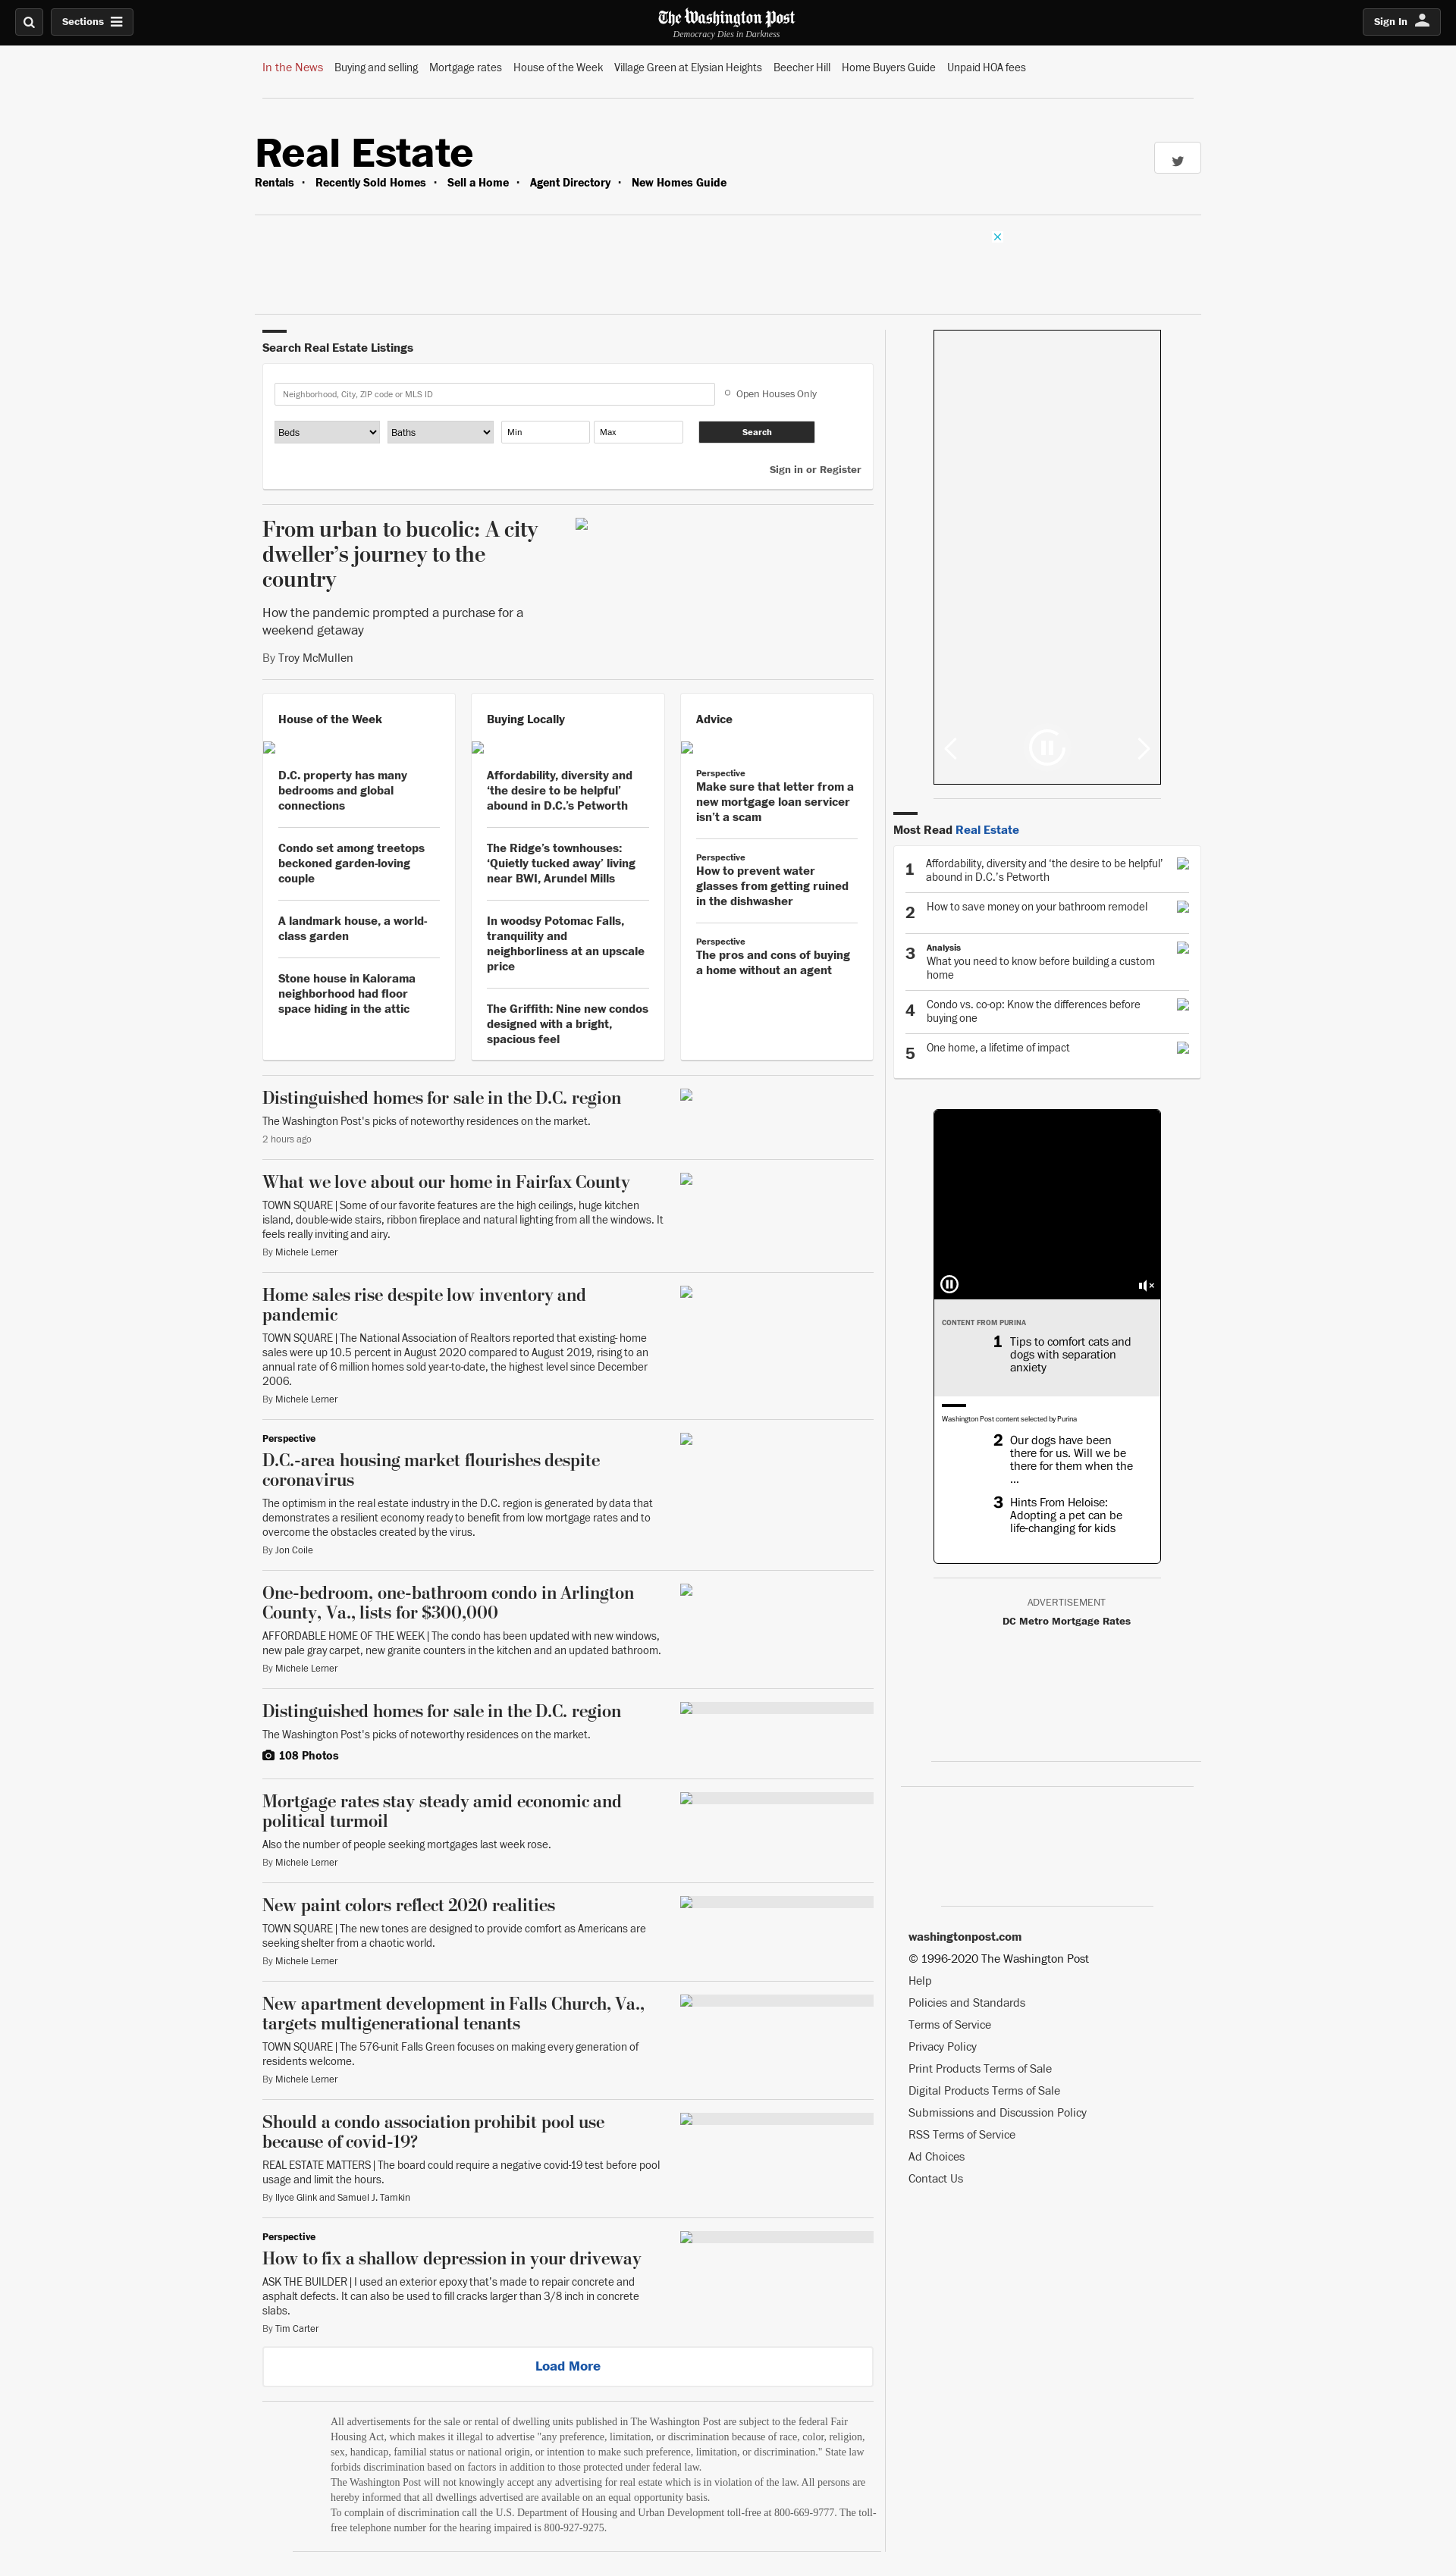 Sections
The Washington Post
Democracy Dies in Darkness
Sign In
In the News Buying and selling Mortgage rates House of the Week Village Green at Elysian Heights Beecher Hill Home Buyers Guide Unpaid HOA fees
Real Estate
Rentals • Recently Sold Homes • Sell a Home • Agent Directory • New Homes Guide
Search Real Estate Listings
Neighborhood, City, ZIP code or MLS ID
Open Houses Only
Beds Baths Min Max Search
Sign in or Register
From urban to bucolic: A city
dweller’s journey to the
country
How the pandemic prompted a purchase for a
weekend getaway
By Troy McMullen
House of the Week
D.C. property has many
bedrooms and global
connections
Condo set among treetops
beckoned garden-loving
couple
A landmark house, a world-
class garden
Stone house in Kalorama
neighborhood had floor
space hiding in the attic
Buying Locally
Affordability, diversity and
‘the desire to be helpful’
abound in D.C.’s Petworth
The Ridge’s townhouses:
‘Quietly tucked away’ living
near BWI, Arundel Mills
In woodsy Potomac Falls,
tranquility and
neighborliness at an upscale
price
The Griffith: Nine new condos
designed with a bright,
spacious feel
Advice
Perspective
Make sure that letter from a
new mortgage loan servicer
isn’t a scam
Perspective
How to prevent water
glasses from getting ruined
in the dishwasher
Perspective
The pros and cons of buying
a home without an agent
Distinguished homes for sale in the D.C. region
The Washington Post's picks of noteworthy residences on the market.
2 hours ago
What we love about our home in Fairfax County
TOWN SQUARE | Some of our favorite features are the high ceilings, huge kitchen
island, double-wide stairs, ribbon fireplace and natural lighting from all the windows. It
feels really inviting and airy.
By Michele Lerner
Home sales rise despite low inventory and
pandemic
TOWN SQUARE | The National Association of Realtors reported that existing- home
sales were up 10.5 percent in August 2020 compared to August 2019, rising to an
annual rate of 6 million homes sold year-to-date, the highest level since December
2006.
By Michele Lerner
Perspective
D.C.-area housing market flourishes despite
coronavirus
The optimism in the real estate industry in the D.C. region is generated by data that
demonstrates a resilient economy ready to benefit from low mortgage rates and to
overcome the obstacles created by the virus.
By Jon Coile
One-bedroom, one-bathroom condo in Arlington
County, Va., lists for $300,000
AFFORDABLE HOME OF THE WEEK | The condo has been updated with new windows,
new pale gray carpet, new granite counters in the kitchen and an updated bathroom.
By Michele Lerner
Distinguished homes for sale in the D.C. region
The Washington Post's picks of noteworthy residences on the market.
108 Photos
Mortgage rates stay steady amid economic and
political turmoil
Also the number of people seeking mortgages last week rose.
By Michele Lerner
New paint colors reflect 2020 realities
TOWN SQUARE | The new tones are designed to provide comfort as Americans are
seeking shelter from a chaotic world.
By Michele Lerner
New apartment development in Falls Church, Va.,
targets multigenerational tenants
TOWN SQUARE | The 576-unit Falls Green focuses on making every generation of
residents welcome.
By Michele Lerner
Should a condo association prohibit pool use
because of covid-19?
REAL ESTATE MATTERS | The board could require a negative covid-19 test before pool
usage and limit the hours.
By Ilyce Glink and Samuel J. Tamkin
Perspective
How to fix a shallow depression in your driveway
ASK THE BUILDER | I used an exterior epoxy that’s made to repair concrete and
asphalt defects. It can also be used to fill cracks larger than 3/8 inch in concrete
slabs.
By Tim Carter
Load More
All advertisements for the sale or rental of dwelling units published in The Washington Post are subject to the federal Fair
Housing Act, which makes it illegal to advertise "any preference, limitation, or discrimination because of race, color, religion,
sex, handicap, familial status or national origin, or intention to make such preference, limitation, or discrimination." State law
forbids discrimination based on factors in addition to those protected under federal law.
The Washington Post will not knowingly accept any advertising for real estate which is in violation of the law. All persons are
hereby informed that all dwellings advertised are available on an equal opportunity basis.
To complain of discrimination call the U.S. Department of Housing and Urban Development toll-free at 800-669-9777. The toll-
free telephone number for the hearing impaired is 800-927-9275.
Most Read Real Estate
1 Affordability, diversity and ‘the desire to be helpful’
abound in D.C.’s Petworth
2 How to save money on your bathroom remodel
3 Analysis
What you need to know before building a custom
home
4 Condo vs. co-op: Know the differences before
buying one
5 One home, a lifetime of impact
CONTENT FROM PURINA
1 Tips to comfort cats and
dogs with separation
anxiety
Washington Post content selected by Purina
2 Our dogs have been
there for us. Will we be
there for them when the
...
3 Hints From Heloise:
Adopting a pet can be
life-changing for kids
ADVERTISEMENT
DC Metro Mortgage Rates
washingtonpost.com
© 1996-2020 The Washington Post
Help
Policies and Standards
Terms of Service
Privacy Policy
Print Products Terms of Sale
Digital Products Terms of Sale
Submissions and Discussion Policy
RSS Terms of Service
Ad Choices
Contact Us